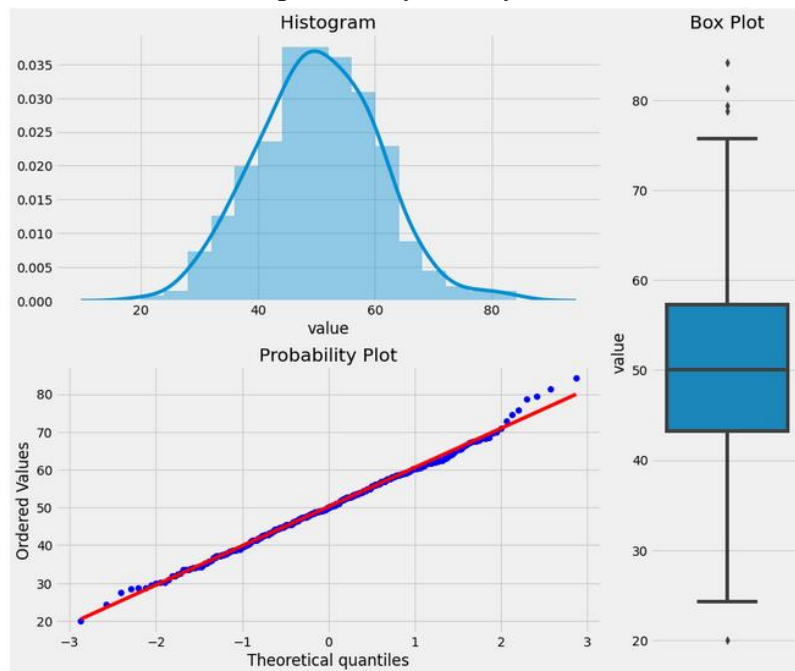 Histogram
0.035
0.030
0.025
0.020
0.015
0.010
0.005
0.000
20 40 60 80
value
Probability Plot
80
70
60
50
40
30
20
Ordered Values
−3 −2 −1 0 1 2 3
Theoretical quantiles
Box Plot
80
70
60
50
40
30
20
value